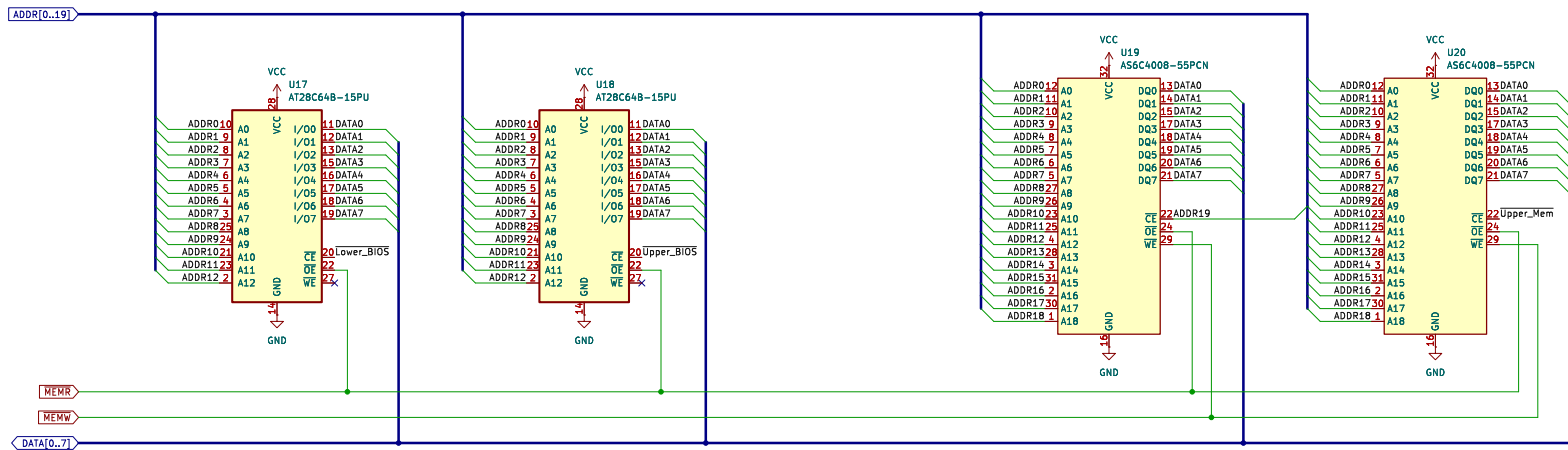 ADDR[0..19]
VCC
U17
AT28C64B-15PU
28
VCC
ADDR0 10 A0
ADDR1 9 A1
ADDR2 8 A2
ADDR3 7 A3
ADDR4 6 A4
ADDR5 5 A5
ADDR6 4 A6
ADDR7 3 A7
ADDR8 25 A8
ADDR9 24 A9
ADDR10 21 A10
ADDR11 23 A11
ADDR12 2 A12
I/O0 11 DATA0
I/O1 12 DATA1
I/O2 13 DATA2
I/O3 15 DATA3
I/O4 16 DATA4
I/O5 17 DATA5
I/O6 18 DATA6
I/O7 19 DATA7
CE 20 Lower_BIOS
OE 22
WE 27
GND
14
GND
VCC
U18
AT28C64B-15PU
28
VCC
ADDR0 10 A0
ADDR1 9 A1
ADDR2 8 A2
ADDR3 7 A3
ADDR4 6 A4
ADDR5 5 A5
ADDR6 4 A6
ADDR7 3 A7
ADDR8 25 A8
ADDR9 24 A9
ADDR10 21 A10
ADDR11 23 A11
ADDR12 2 A12
I/O0 11 DATA0
I/O1 12 DATA1
I/O2 13 DATA2
I/O3 15 DATA3
I/O4 16 DATA4
I/O5 17 DATA5
I/O6 18 DATA6
I/O7 19 DATA7
CE 20 Upper_BIOS
OE 22
WE 27
GND
14
GND
VCC
U19
AS6C4008-55PCN
32
VCC
ADDR0 12 A0
ADDR1 11 A1
ADDR2 10 A2
ADDR3 9 A3
ADDR4 8 A4
ADDR5 7 A5
ADDR6 6 A6
ADDR7 5 A7
ADDR8 27 A8
ADDR9 26 A9
ADDR10 23 A10
ADDR11 25 A11
ADDR12 4 A12
ADDR13 28 A13
ADDR14 3 A14
ADDR15 31 A15
ADDR16 2 A16
ADDR17 30 A17
ADDR18 1 A18
DQ0 13 DATA0
DQ1 14 DATA1
DQ2 15 DATA2
DQ3 17 DATA3
DQ4 18 DATA4
DQ5 19 DATA5
DQ6 20 DATA6
DQ7 21 DATA7
CE 22 ADDR19
OE 24
WE 29
GND
16
GND
VCC
U20
AS6C4008-55PCN
32
VCC
ADDR0 12 A0
ADDR1 11 A1
ADDR2 10 A2
ADDR3 9 A3
ADDR4 8 A4
ADDR5 7 A5
ADDR6 6 A6
ADDR7 5 A7
ADDR8 27 A8
ADDR9 26 A9
ADDR10 23 A10
ADDR11 25 A11
ADDR12 4 A12
ADDR13 28 A13
ADDR14 3 A14
ADDR15 31 A15
ADDR16 2 A16
ADDR17 30 A17
ADDR18 1 A18
DQ0 13 DATA0
DQ1 14 DATA1
DQ2 15 DATA2
DQ3 17 DATA3
DQ4 18 DATA4
DQ5 19 DATA5
DQ6 20 DATA6
DQ7 21 DATA7
CE 22 Upper_Mem
OE 24
WE 29
GND
16
GND
MEMR
MEMW
DATA[0..7]